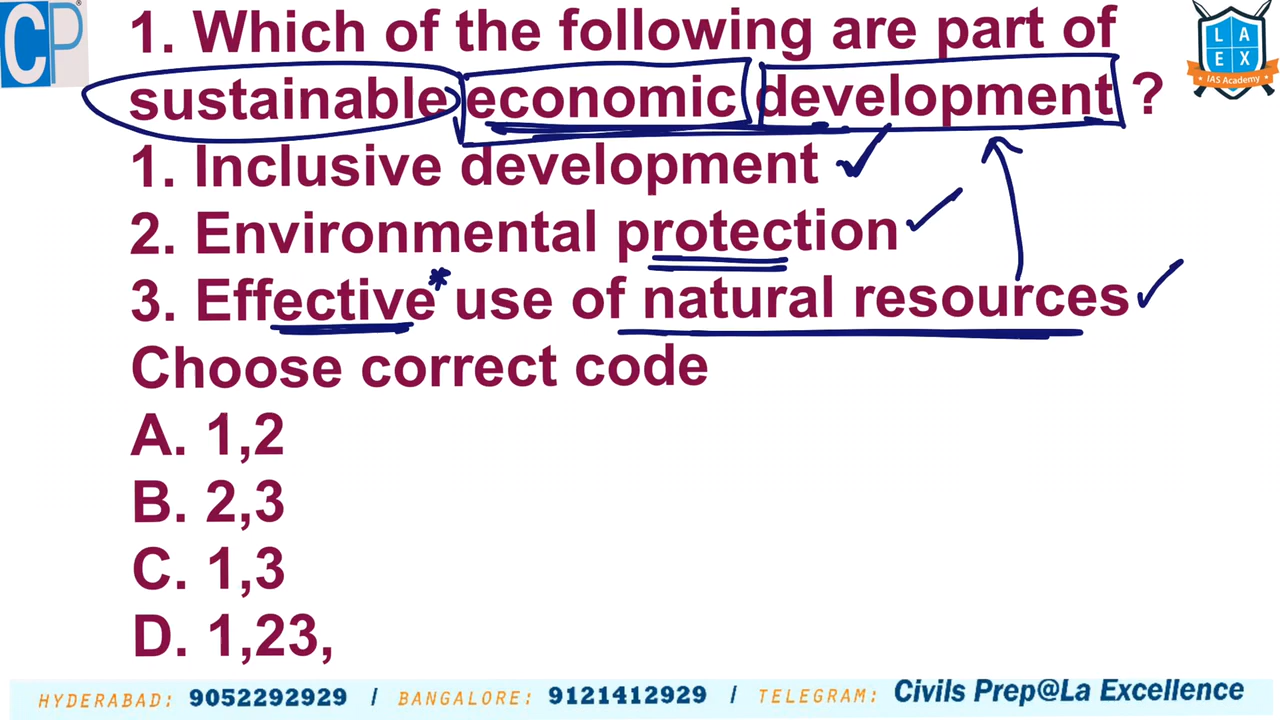 CP®
1. Which of the following are part of
sustainable economic development ?
1. Inclusive development
2. Environmental protection
3. Effective* use of natural resources
Choose correct code
A. 1,2
B. 2,3
C. 1,3
D. 1,23,
L A
E X
IAS Academy
HYDERABAD: 9052292929 / BANGALORE: 9121412929 / TELEGRAM: Civils Prep@La Excellence